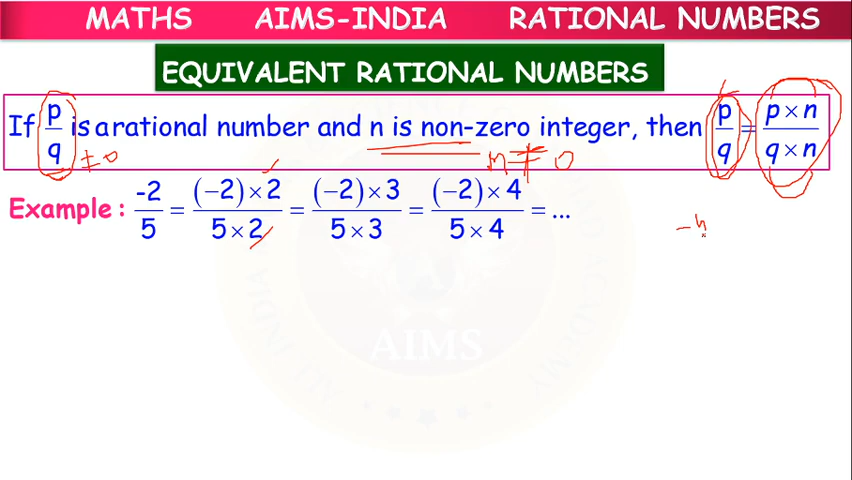 MATHS AIMS-INDIA RATIONAL NUMBERS
EQUIVALENT RATIONAL NUMBERS
If p/q is a rational number and n is non-zero integer, then p/q = p × n / q × n
≠ 0 n ≠ 0
Example : -2/5 = (−2) × 2 / 5 × 2 = (−2) × 3 / 5 × 3 = (−2) × 4 / 5 × 4 = ...
AIMS